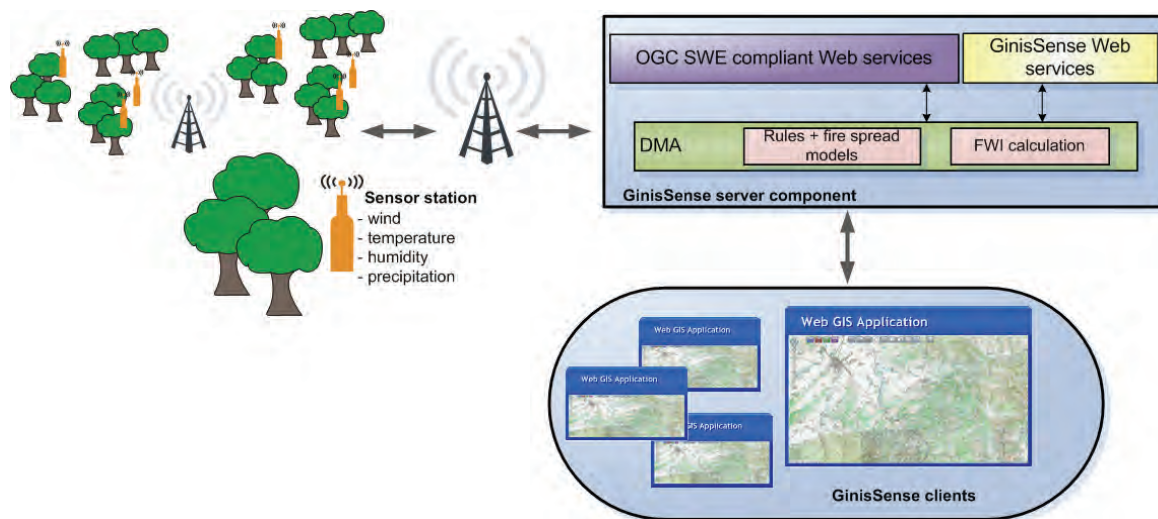 OGC SWE compliant Web services
GinisSense Web
services
DMA
Rules + fire spread
models
FWI calculation
GinisSense server component
Sensor station
- wind
- temperature
- humidity
- precipitation
Web GIS Application
Web GIS Application
Web GIS Application
GIS Application
GinisSense clients